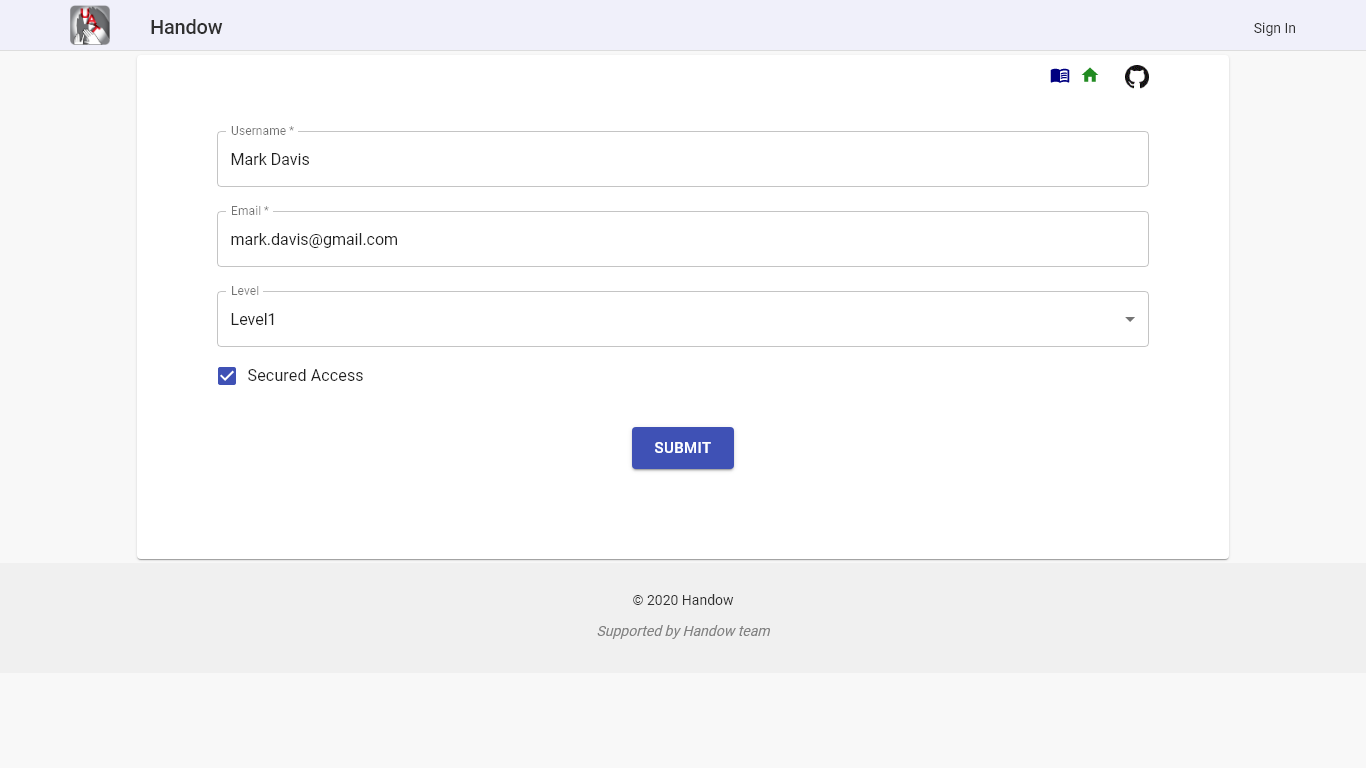 Handow
Sign In
Username *
Mark Davis
Email *
mark.davis@gmail.com
Level
Level1
Secured Access
SUBMIT
© 2020 Handow
Supported by Handow team